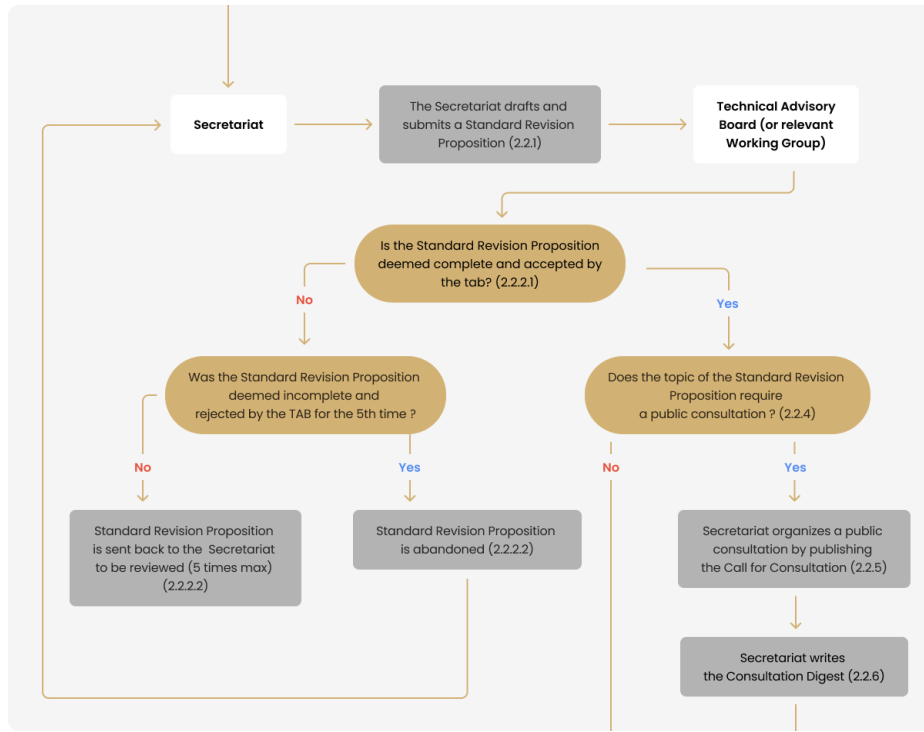 Secretariat
The Secretariat drafts and
submits a Standard Revision
Proposition (2.2.1)
Technical Advisory
Board (or relevant
Working Group)
Is the Standard Revision Proposition
deemed complete and accepted by
the tab? (2.2.2.1)
No
Yes
Was the Standard Revision Proposition
deemed incomplete and
rejected by the TAB for the 5th time ?
Does the topic of the Standard Revision
Proposition require
a public consultation ? (2.2.4)
No
Yes
No
Yes
Standard Revision Proposition
is sent back to the Secretariat
to be reviewed (5 times max)
(2.2.2.2)
Standard Revision Proposition
is abandoned (2.2.2.2)
Secretariat organizes a public
consultation by publishing
the Call for Consultation (2.2.5)
Secretariat writes
the Consultation Digest (2.2.6)